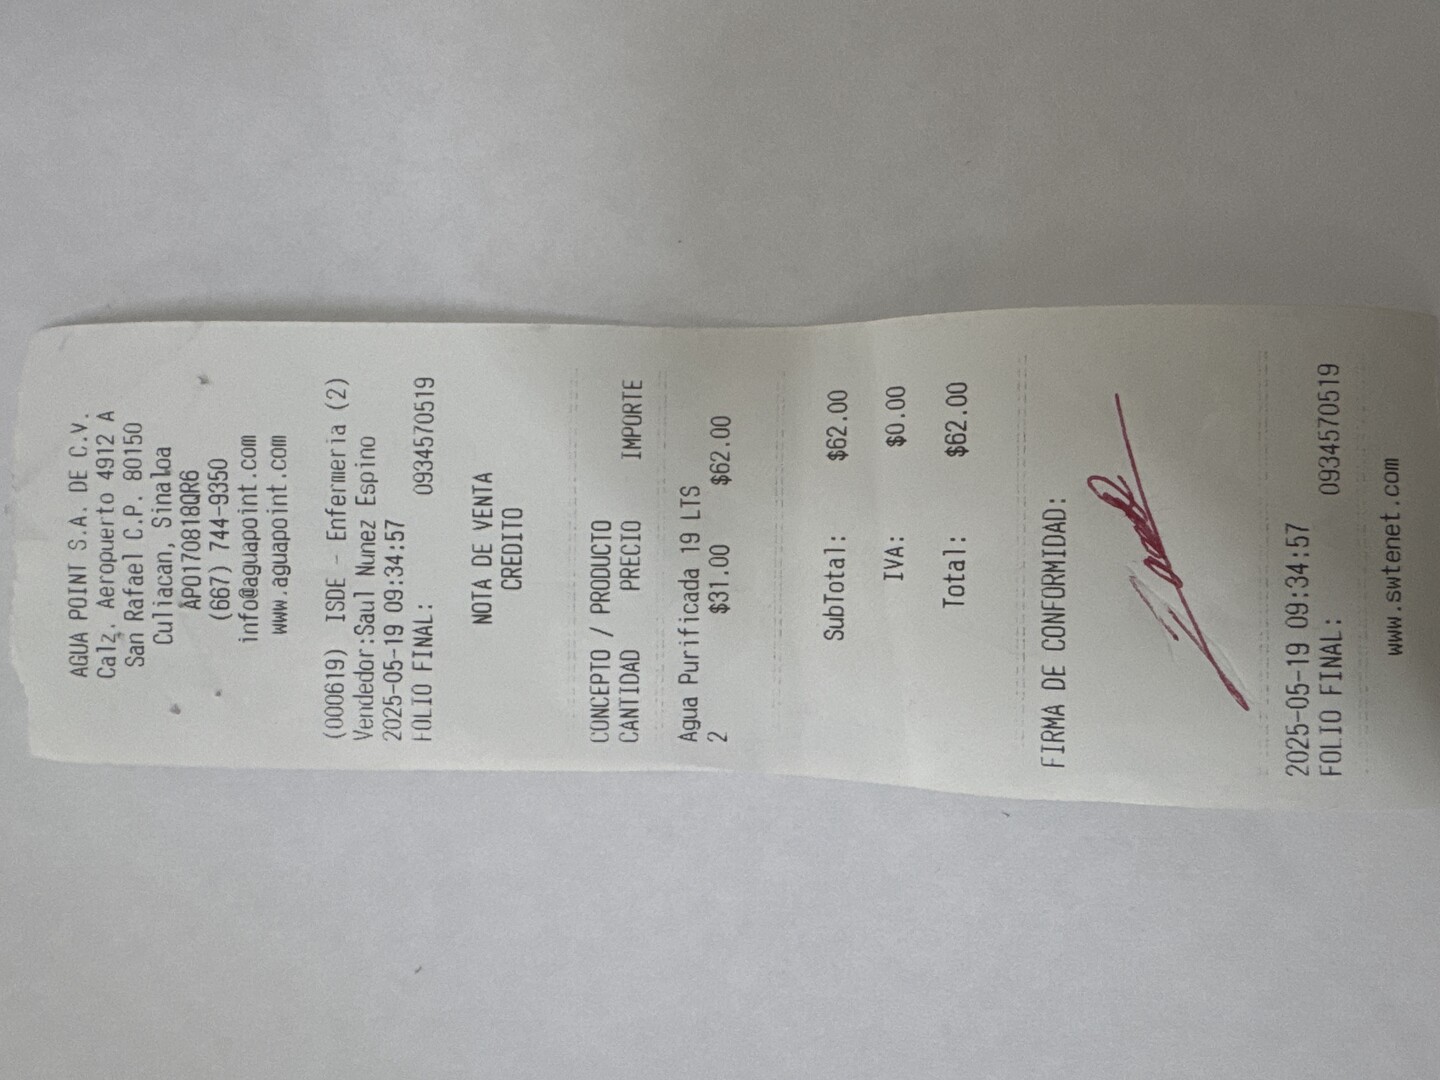 AGUA POINT S.A. DE C.V.
Calz. Aeropuerto 4912 A
San Rafael C.P. 80150
Culiacan, Sinaloa
APO170818QR6
(667) 744-9350
info@aguapoint.com
www.aguapoint.com
(000619) ISDE - Enfermeria (2)
Vendedor:Saul Nunez Espino
2025-05-19 09:34:57
FOLIO FINAL: 0934570519
NOTA DE VENTA
CREDITO
CONCEPTO / PRODUCTO
CANTIDAD PRECIO IMPORTE
Agua Purificada 19 LTS
2 $31.00 $62.00
SubTotal: $62.00
IVA: $0.00
Total: $62.00
FIRMA DE CONFORMIDAD:
2025-05-19 09:34:57
FOLIO FINAL: 0934570519
www.swtenet.com